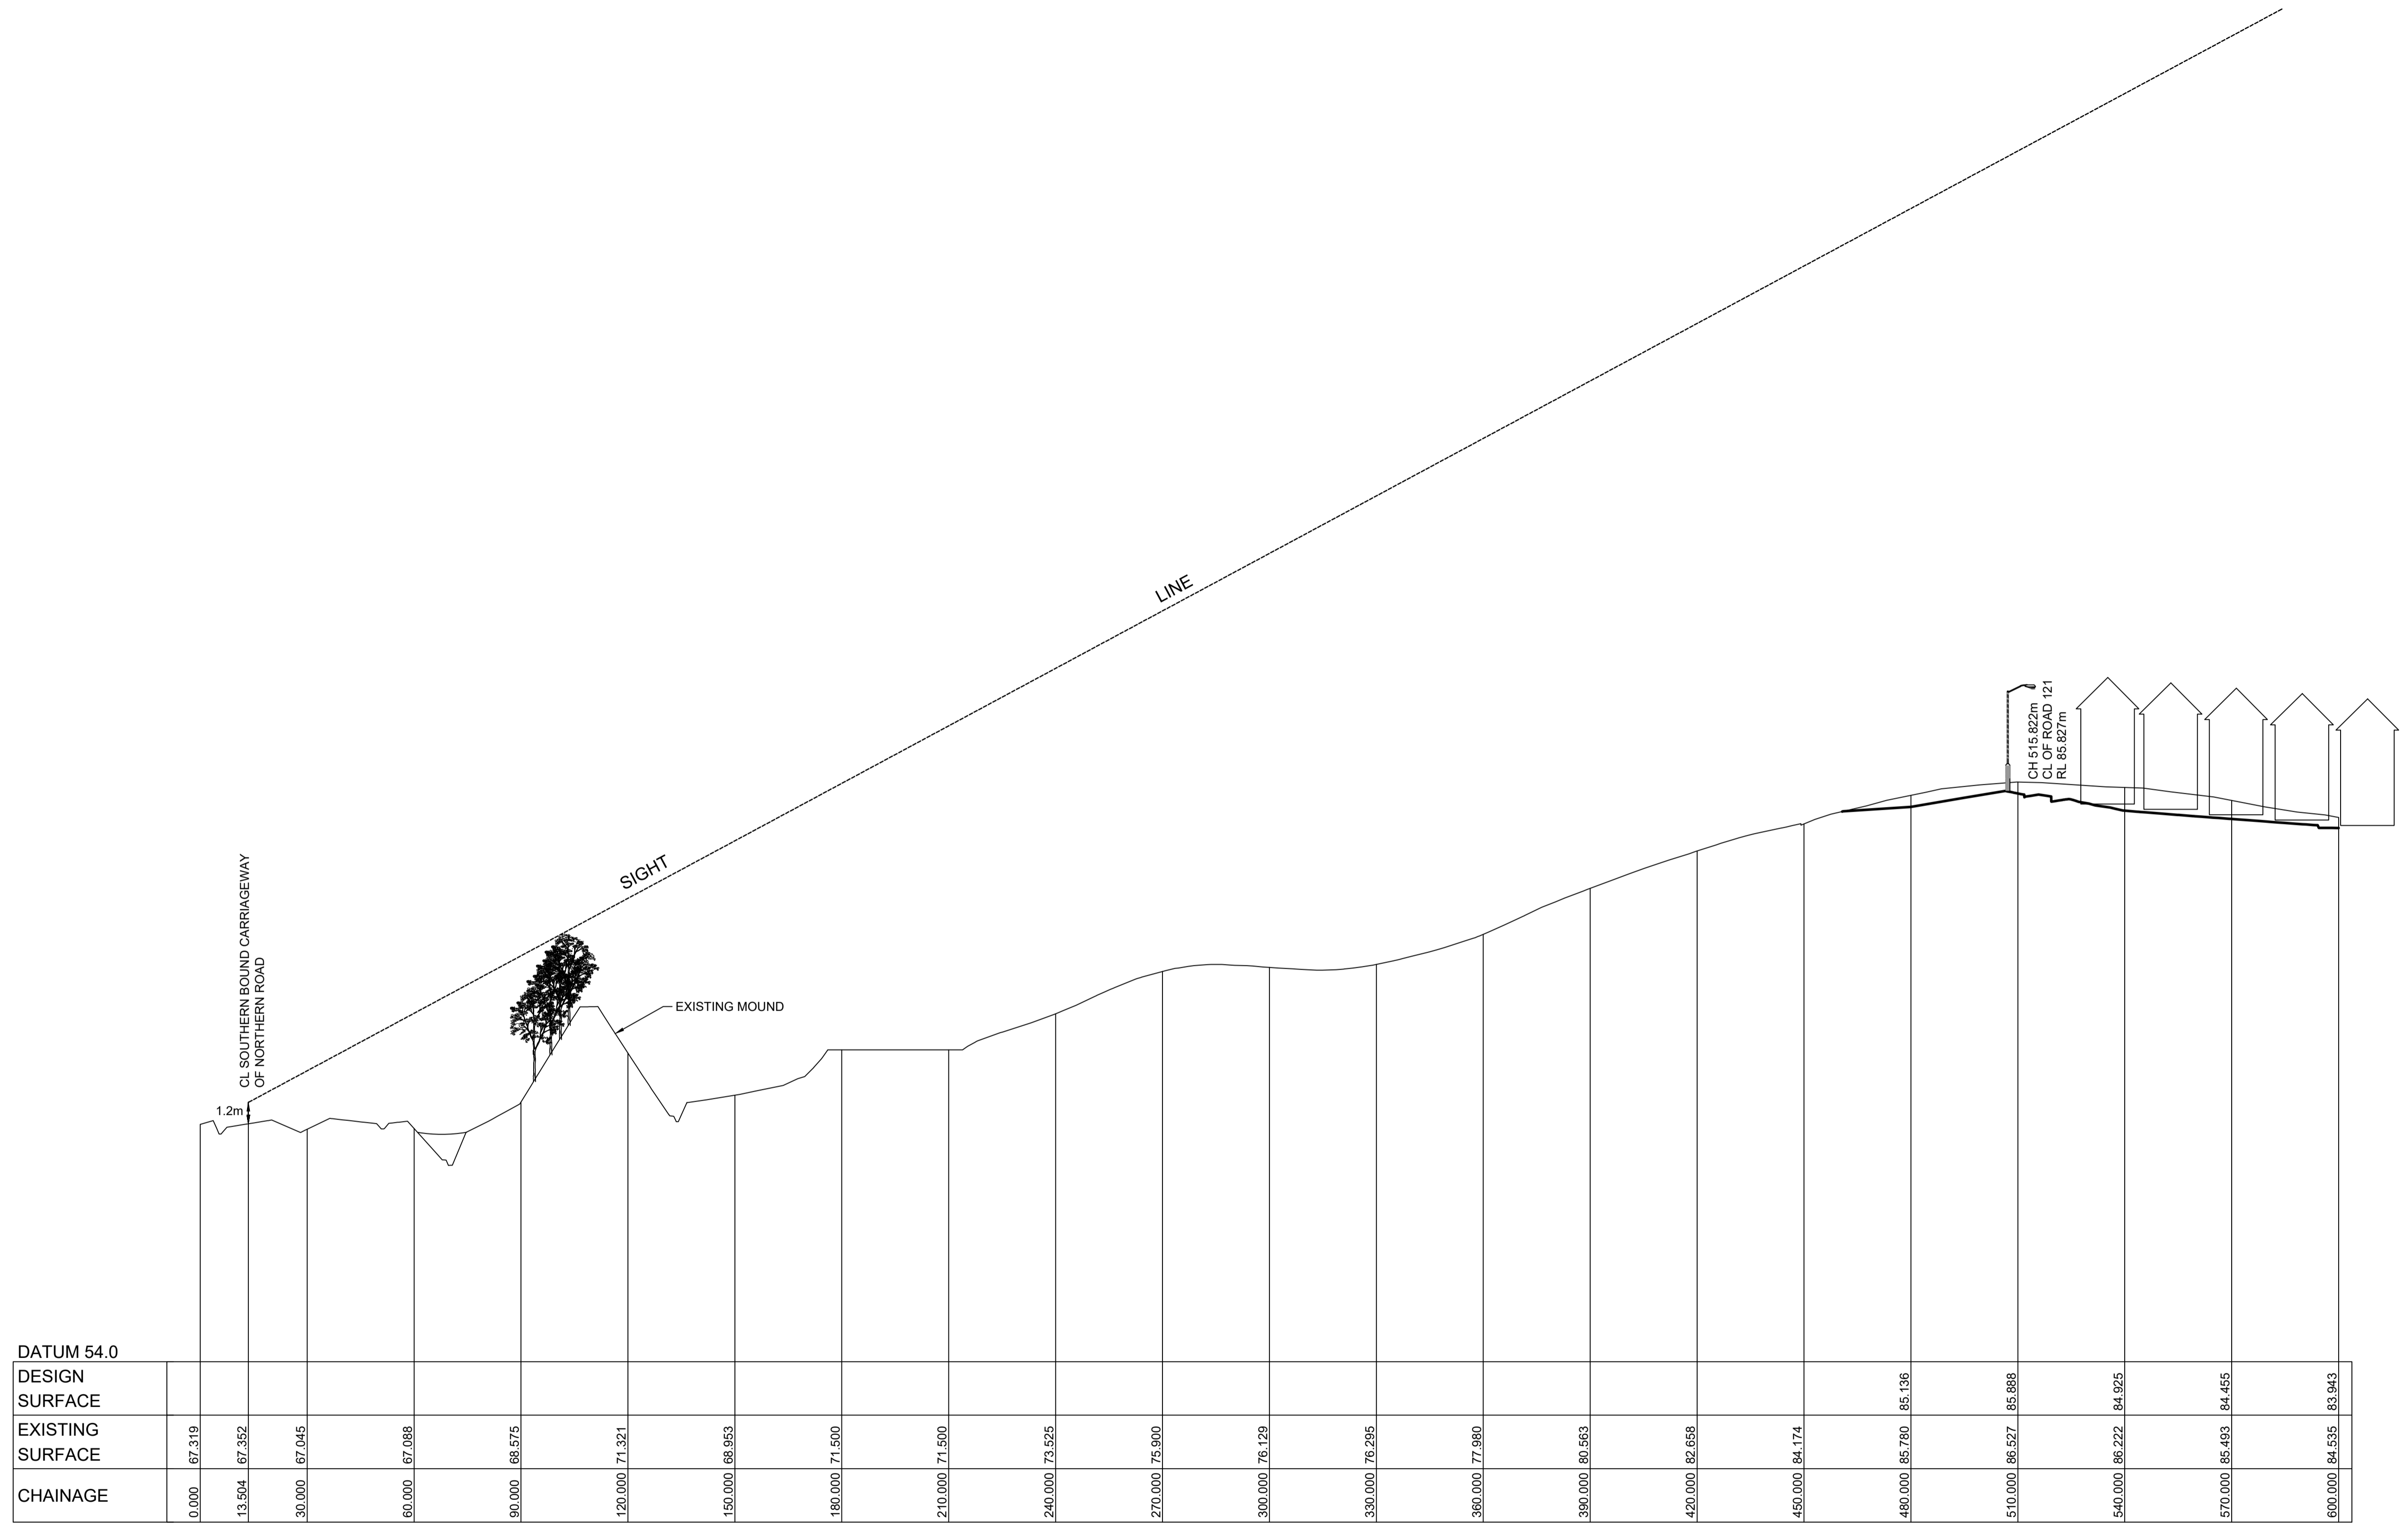 LINE
SIGHT
CH 515.822m
CL OF ROAD 121
RL 85.827m
CL SOUTHERN BOUND CARRIAGEWAY
OF NORTHERN ROAD
1.2m
EXISTING MOUND
DATUM 54.0
DESIGN
SURFACE
85.136 85.888 84.925 84.455 83.943
EXISTING
SURFACE
67.319 67.352 67.045 67.088 68.575 71.321 68.953 71.500 71.500 73.525 75.900 76.129 76.295 77.980 80.563 82.658 84.174 85.780 86.527 86.222 85.493 84.535
CHAINAGE
0.000 13.504 30.000 60.000 90.000 120.000 150.000 180.000 210.000 240.000 270.000 300.000 330.000 360.000 390.000 420.000 450.000 480.000 510.000 540.000 570.000 600.000